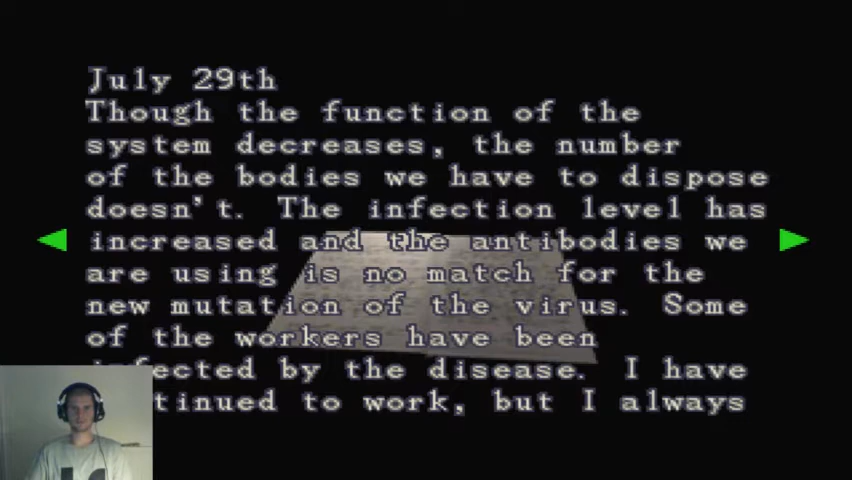 July 29th
Though the function of the
system decreases, the number
of the bodies we have to dispose
doesn't. The infection level has
increased and the antibodies we
are using is no match for the
new mutation of the virus. Some
of the workers have been
by the disease. I have
to work, but I always